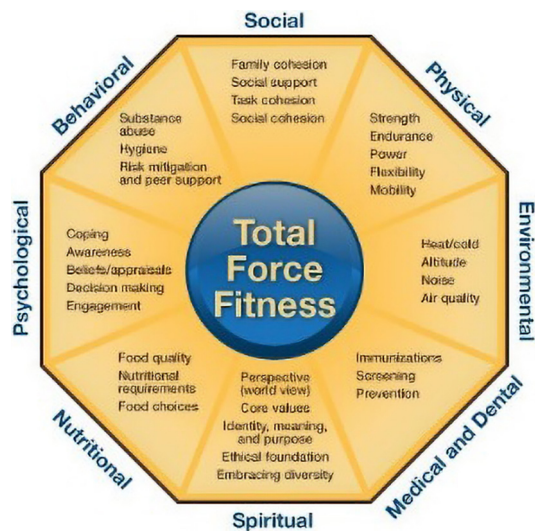 Social
Family cohesion
Social support
Task cohesion
Social cohesion
Physical
Strength
Endurance
Power
Flexibility
Mobility
Environmental
Heat/cold
Altitude
Noise
Air quality
Medical and Dental
Immunizations
Screening
Prevention
Spiritual
Perspective
(world view)
Core values
Identity, meaning,
and purpose
Ethical foundation
Embracing diversity
Nutritional
Food quality
Nutritional
requirements
Food choices
Psychological
Coping
Awareness
Beliefs/appraisals
Decision making
Engagement
Behavioral
Substance
abuse
Hygiene
Risk mitigation
and peer support
Total
Force
Fitness